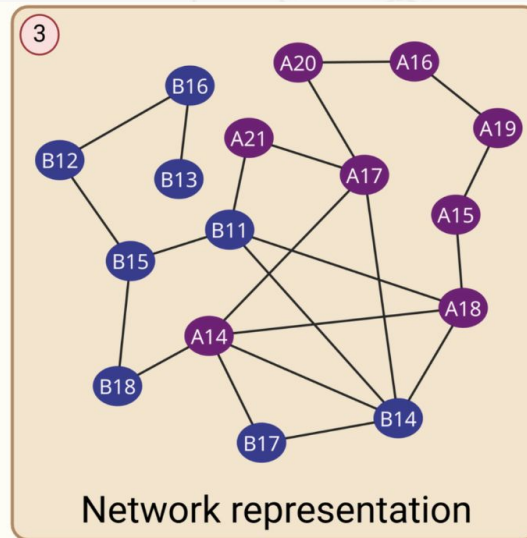 3
A20
A16
B16
A21
A19
B12
B13
A17
B11
A15
B15
A14
A18
B18
B17
B14
Network representation